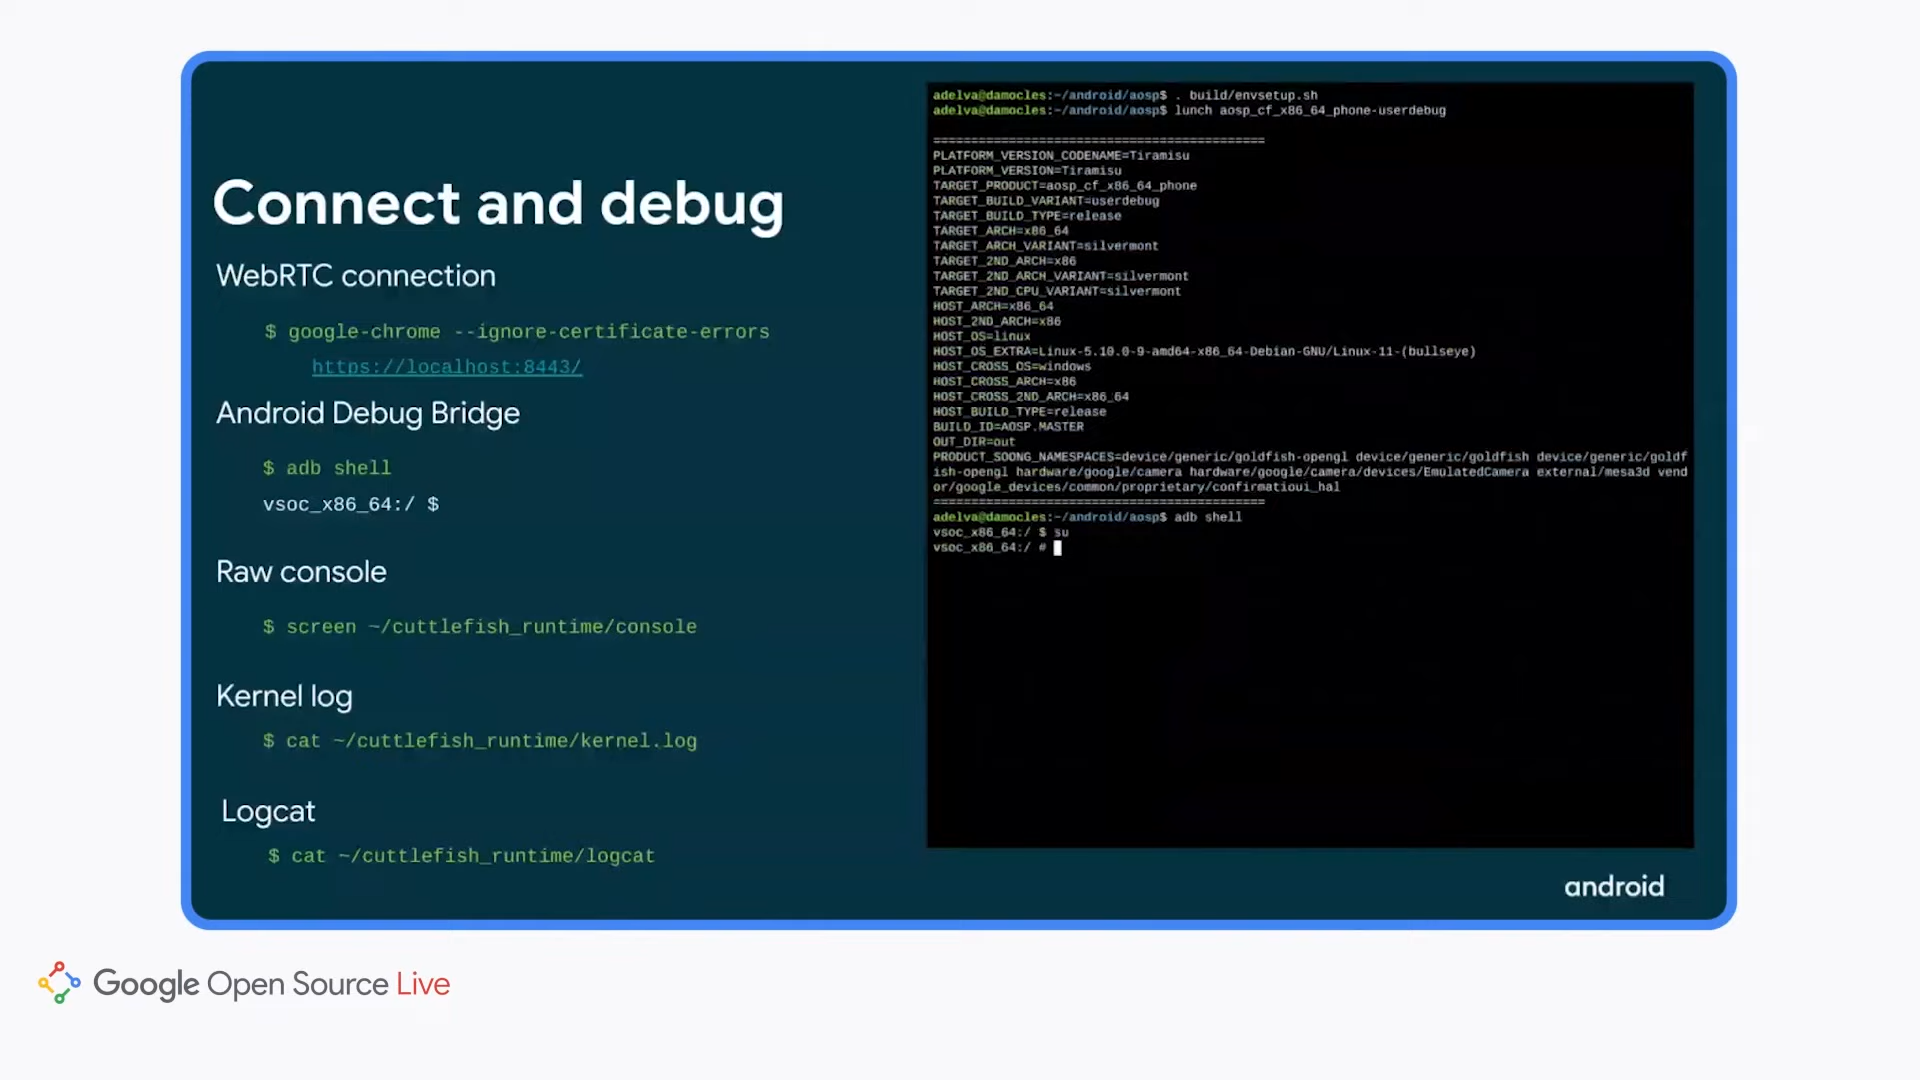 Connect and debug
WebRTC connection
$ google-chrome --ignore-certificate-errors
https://localhost:8443/
Android Debug Bridge
$ adb shell
vsoc_x86_64:/ $
Raw console
$ screen ~/cuttlefish_runtime/console
Kernel log
$ cat ~/cuttlefish_runtime/kernel.log
Logcat
$ cat ~/cuttlefish_runtime/logcat
adelva@damocles:~/android/aosp$ . build/envsetup.sh
adelva@damocles:~/android/aosp$ lunch aosp_cf_x86_64_phone-userdebug
============================================
PLATFORM_VERSION_CODENAME=Tiramisu
PLATFORM_VERSION=Tiramisu
TARGET_PRODUCT=aosp_cf_x86_64_phone
TARGET_BUILD_VARIANT=userdebug
TARGET_BUILD_TYPE=release
TARGET_ARCH=x86_64
TARGET_ARCH_VARIANT=silvermont
TARGET_2ND_ARCH=x86
TARGET_2ND_ARCH_VARIANT=silvermont
TARGET_2ND_CPU_VARIANT=silvermont
HOST_ARCH=x86_64
HOST_2ND_ARCH=x86
HOST_OS=linux
HOST_OS_EXTRA=Linux-5.10.0-9-amd64-x86_64-Debian-GNU/Linux-11-(bullseye)
HOST_CROSS_OS=windows
HOST_CROSS_ARCH=x86
HOST_CROSS_2ND_ARCH=x86_64
HOST_BUILD_TYPE=release
BUILD_ID=AOSP.MASTER
OUT_DIR=out
PRODUCT_SOONG_NAMESPACES=device/generic/goldfish-opengl device/generic/goldfish device/generic/goldf
ish-opengl hardware/google/camera hardware/google/camera/devices/EmulatedCamera external/mesa3d vend
or/google_devices/common/proprietary/confirmatioui_hal
============================================
adelva@damocles:~/android/aosp$ adb shell
vsoc_x86_64:/ $ su
vsoc_x86_64:/ #
android
Google Open Source Live